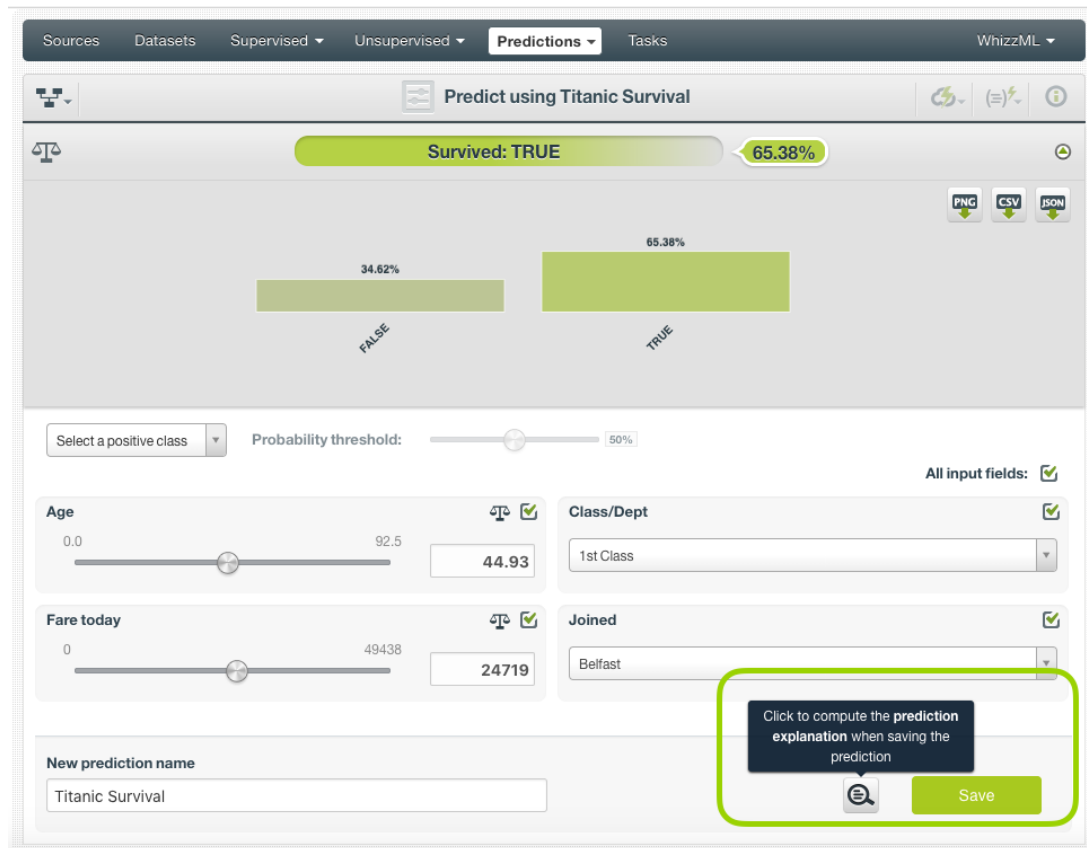 Sources Datasets Supervised Unsupervised Predictions Tasks WhizzML
Predict using Titanic Survival
Survived: TRUE 65.38%
PNG CSV JSON
65.38%
34.62%
FALSE TRUE
Select a positive class Probability threshold: 50%
All input fields:
Age
0.0 92.5
44.93
Class/Dept
1st Class
Fare today
0 49438
24719
Joined
Belfast
Click to compute the prediction
explanation when saving the
prediction
New prediction name
Titanic Survival
Save